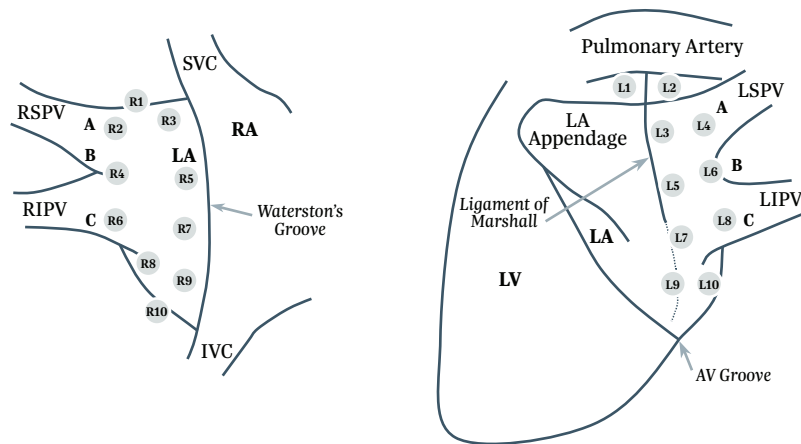 SVC
R1
RSPV
R3
A
R2
RA
B
LA
R4
R5
RIPV
Waterston's
Groove
R6
C
R7
R8
R9
R10
IVC
Pulmonary Artery
L1
L2
LSPV
A
LA
Appendage
L3
L4
B
L6
L5
Ligament of
Marshall
LIPV
L8
C
LA
L7
LV
L9
L10
AV Groove